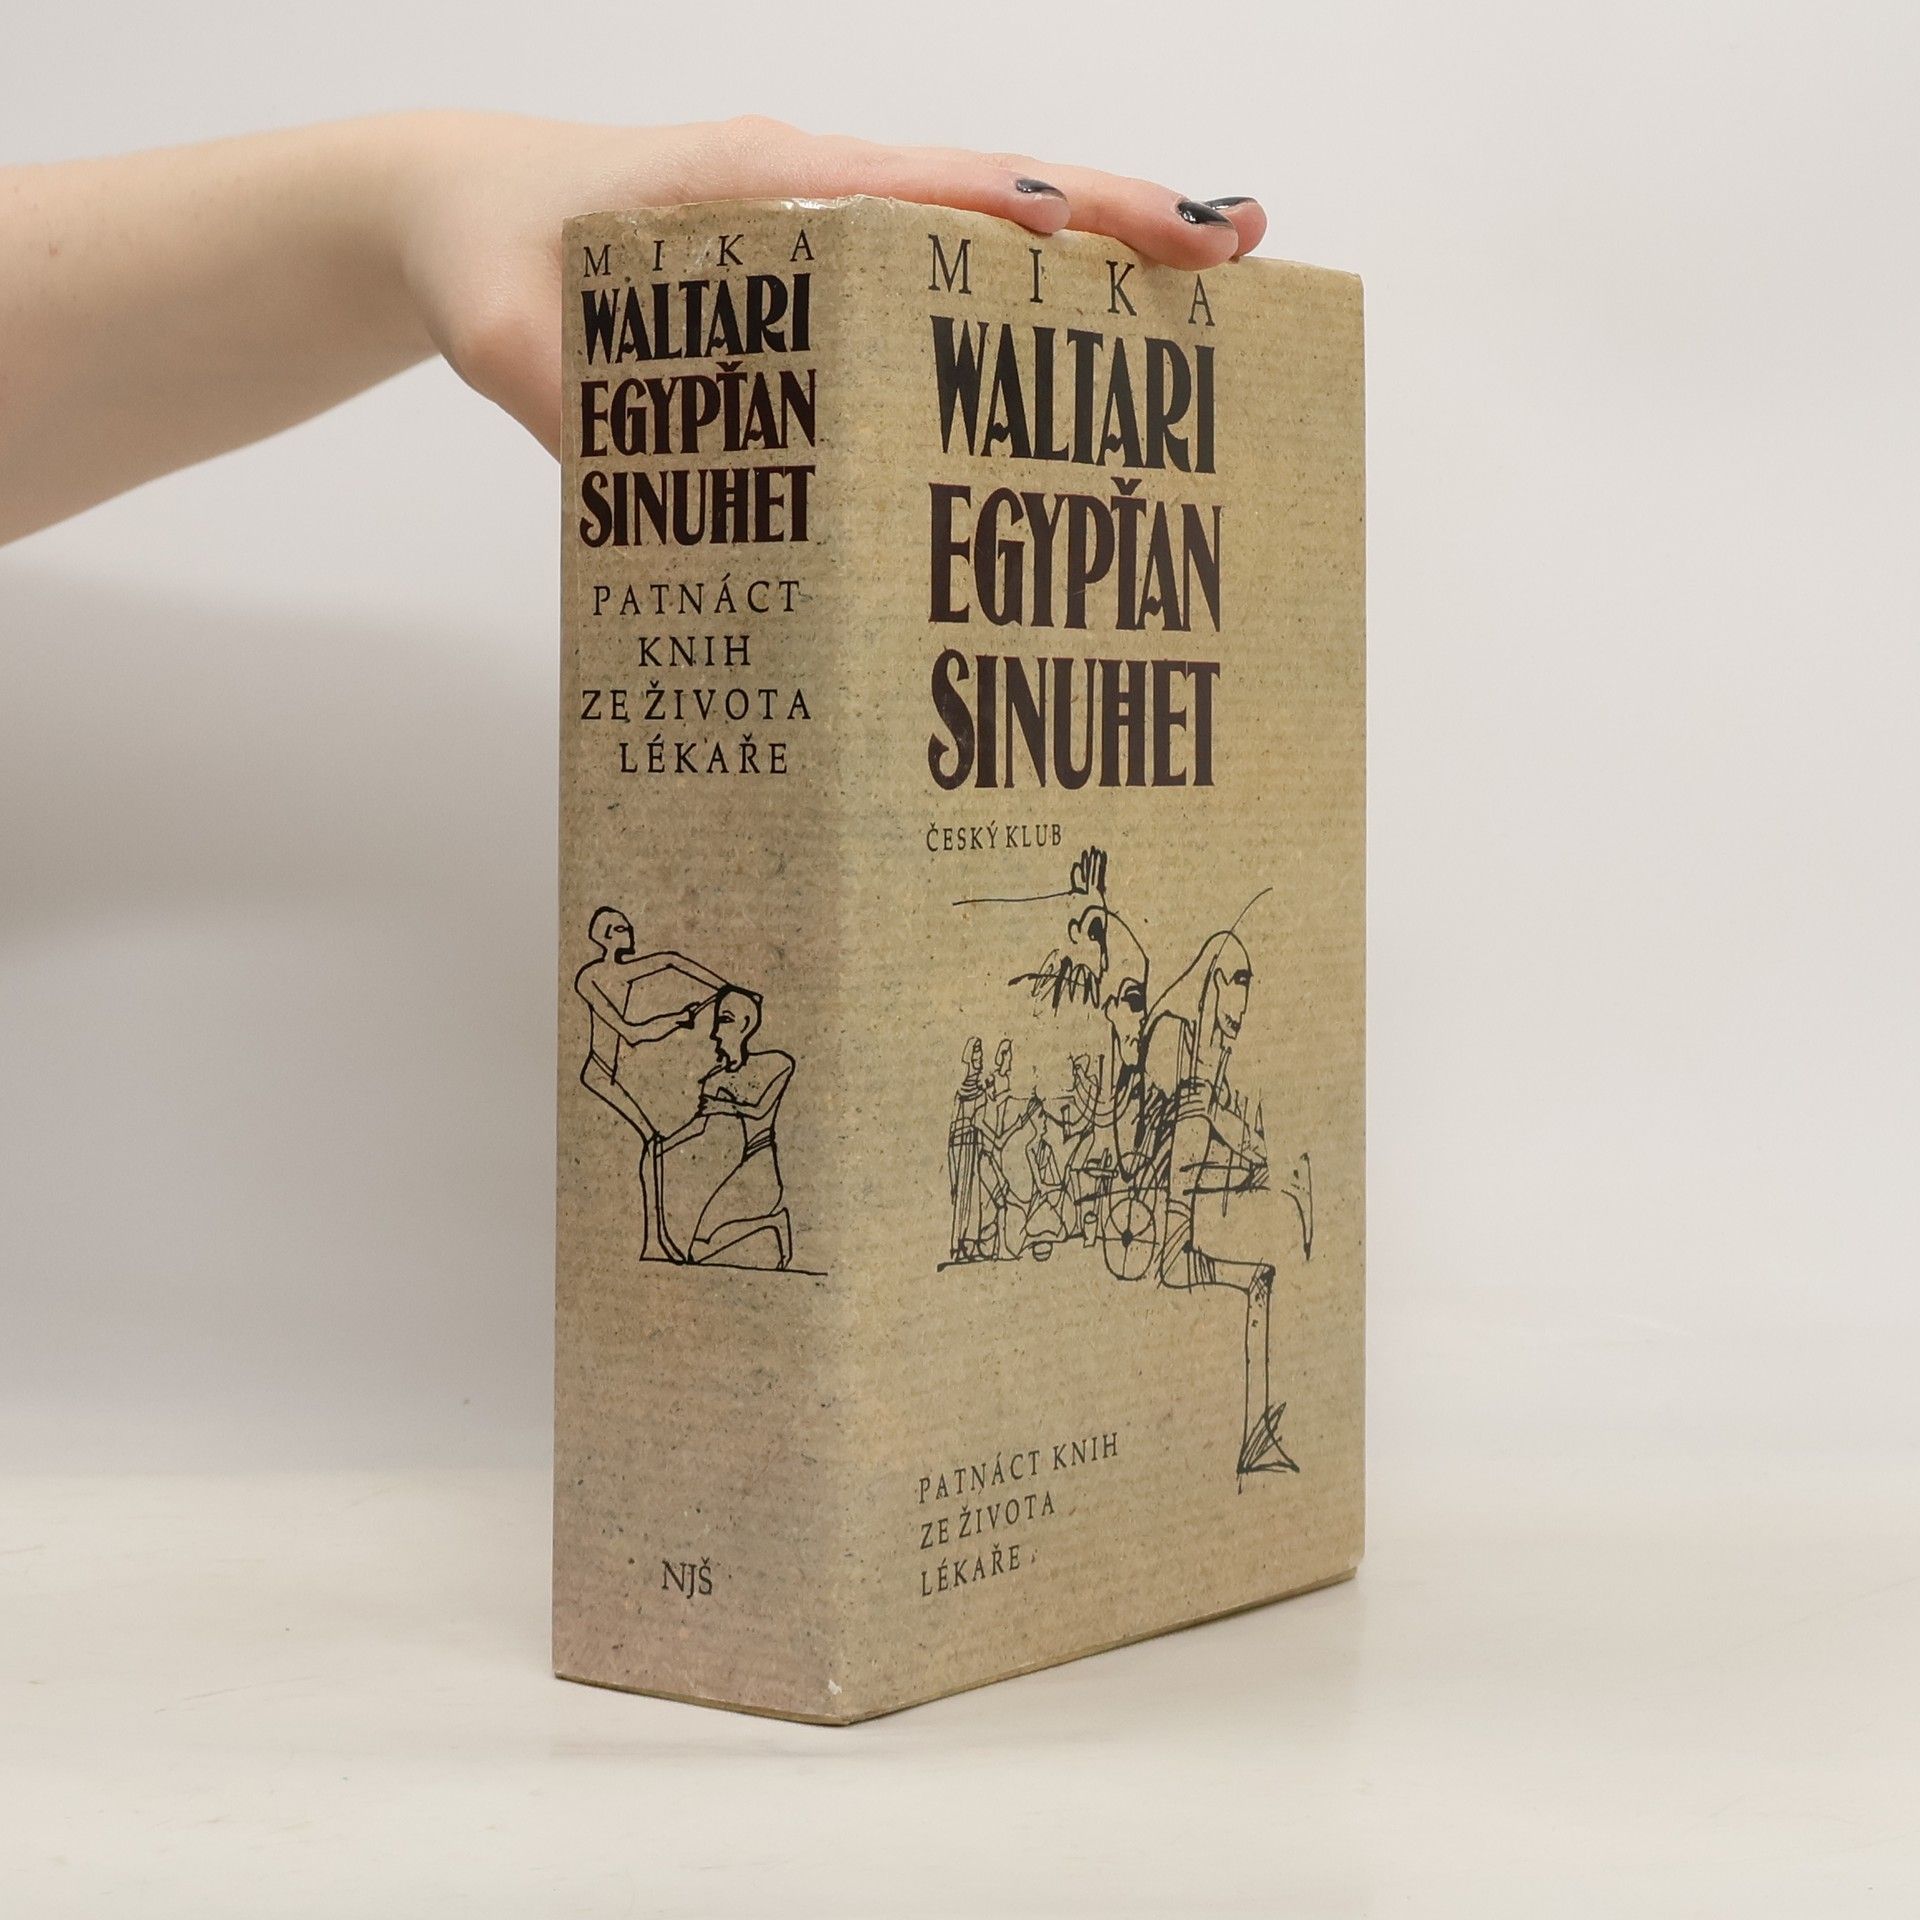 MIKA
WALTARI
EGYPŤAN
SINUHET
PATNÁCT
KNIH
ZE ŽIVOTA
LÉKAŘE
NJŠ
MIKA
WALTARI
EGYPŤAN
SINUHET
ČESKÝ KLUB
PATNÁCT KNIH
ZE ŽIVOTA
LÉKAŘE